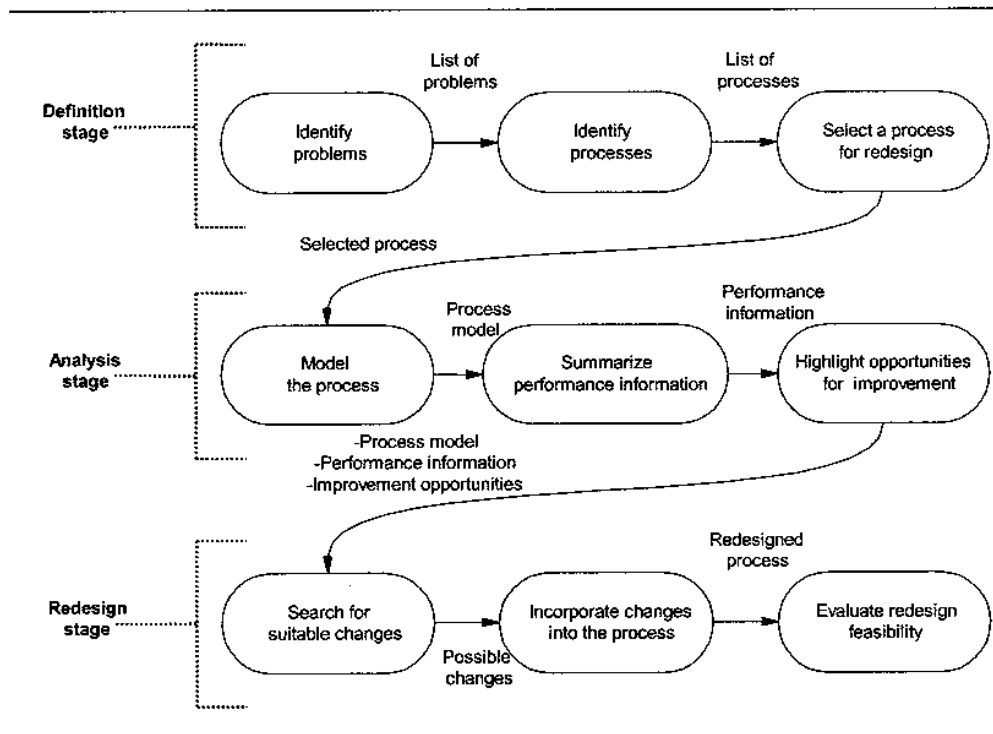 List of
problems
List of
processes
Definition
stage
Identify
problems
Identify
processes
Select a process
for redesign
Selected process
Analysis
stage
Process
model
Performance
information
Model
the process
Summarize
performance information
Highlight opportunities
for improvement
-Process model
-Performance information
-Improvement opportunities
Redesign
stage
Redesigned
process
Search for
suitable changes
Incorporate changes
into the process
Evaluate redesign
feasibility
Possible
changes